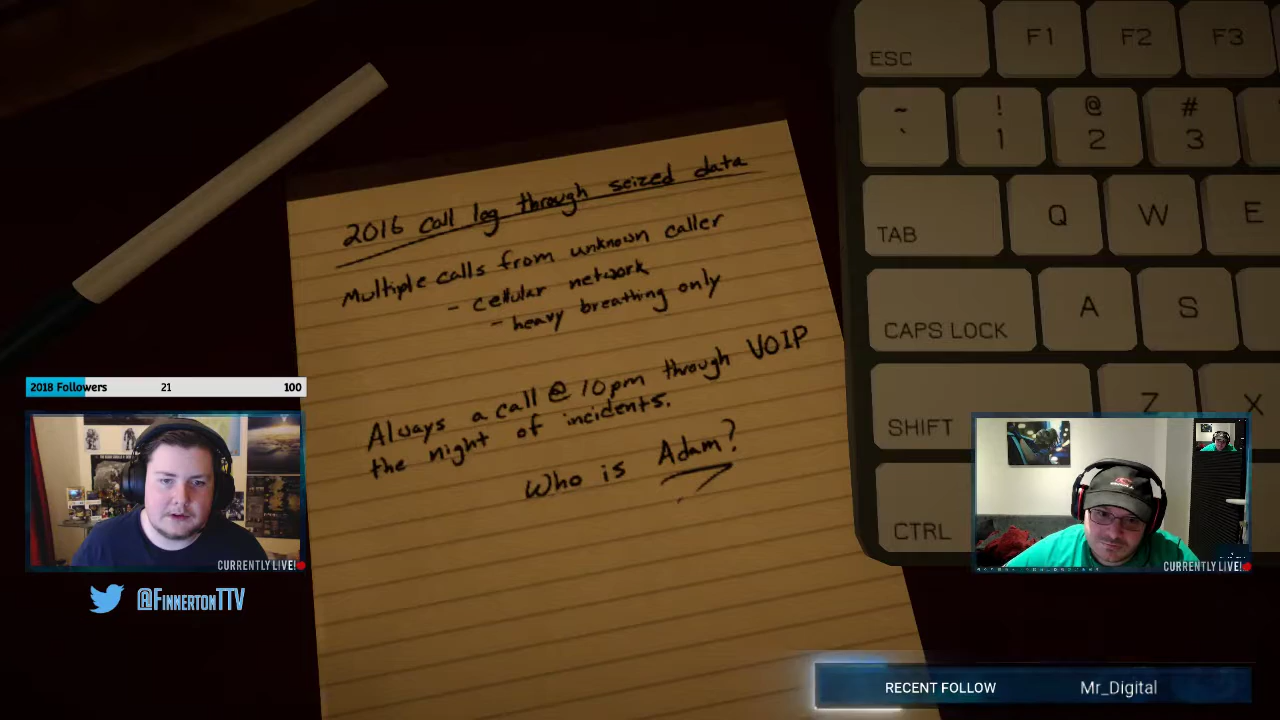 2016 call log through seized data
Multiple calls from unknown caller
- cellular network
- heavy breathing only
Always a call @ 10pm through VOIP
the night of incidents.
Who is Adam?
ESC
F1
F2
F3
~
`
!
1
@
2
#
3
TAB
Q
W
E
CAPS LOCK
A
S
SHIFT
Z
X
CTRL
2018 Followers 21 100
CURRENTLY LIVE!
@FinnertonTTV
CURRENTLY LIVE!
RECENT FOLLOW Mr_Digital